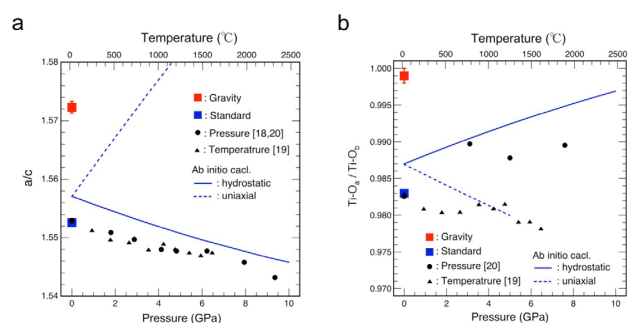 a
Temperature (℃)
0 500 1000 1500 2000 2500
1.58
1.57
1.56
1.55
1.54
a/c
: Gravity
: Standard
: Pressure [18,20]
: Temperatrure [19]
Ab initio cacl.
: hydrostatic
: uniaxial
0 2 4 6 8 10
Pressure (GPa)
b
Temperature (℃)
0 500 1000 1500 2000 2500
1.000
0.995
0.990
0.985
0.980
0.975
0.970
Ti-Oa / Ti-Ob
: Gravity
: Standard
: Pressure [20]
: Temperature [19]
Ab initio cacl.
: hydrostatic
: uniaxial
0 2 4 6 8 10
Pressure (GPa)